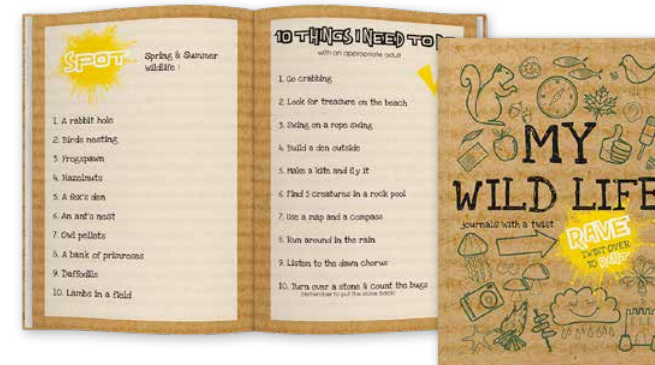 SPOT
Spring & Summer
wildlife :
1. A rabbit hole
2. Birds nesting
3. Frogspawn
4. Hazelnuts
5. A fox's den
6. An ant's nest
7. Owl pellets
8. A bank of primroses
9. Daffodils
10. Lambs in a field
10 THINGS I NEED TO
with an appropriate adult
1. Go crabbing
2. Look for treasure on the beach
3. Swing on a rope swing
4. Build a den outside
5. Make a kite and fly it
6. Find 5 creatures in a rock pool
7. Use a map and a compass
8. Run around in the rain
9. Listen to the dawn chorus
10. Turn over a stone & count the bugs
(remember to put the stone back)
MY
WILD LIFE
journals with a twist
RAVE
TWIST OVER
TO